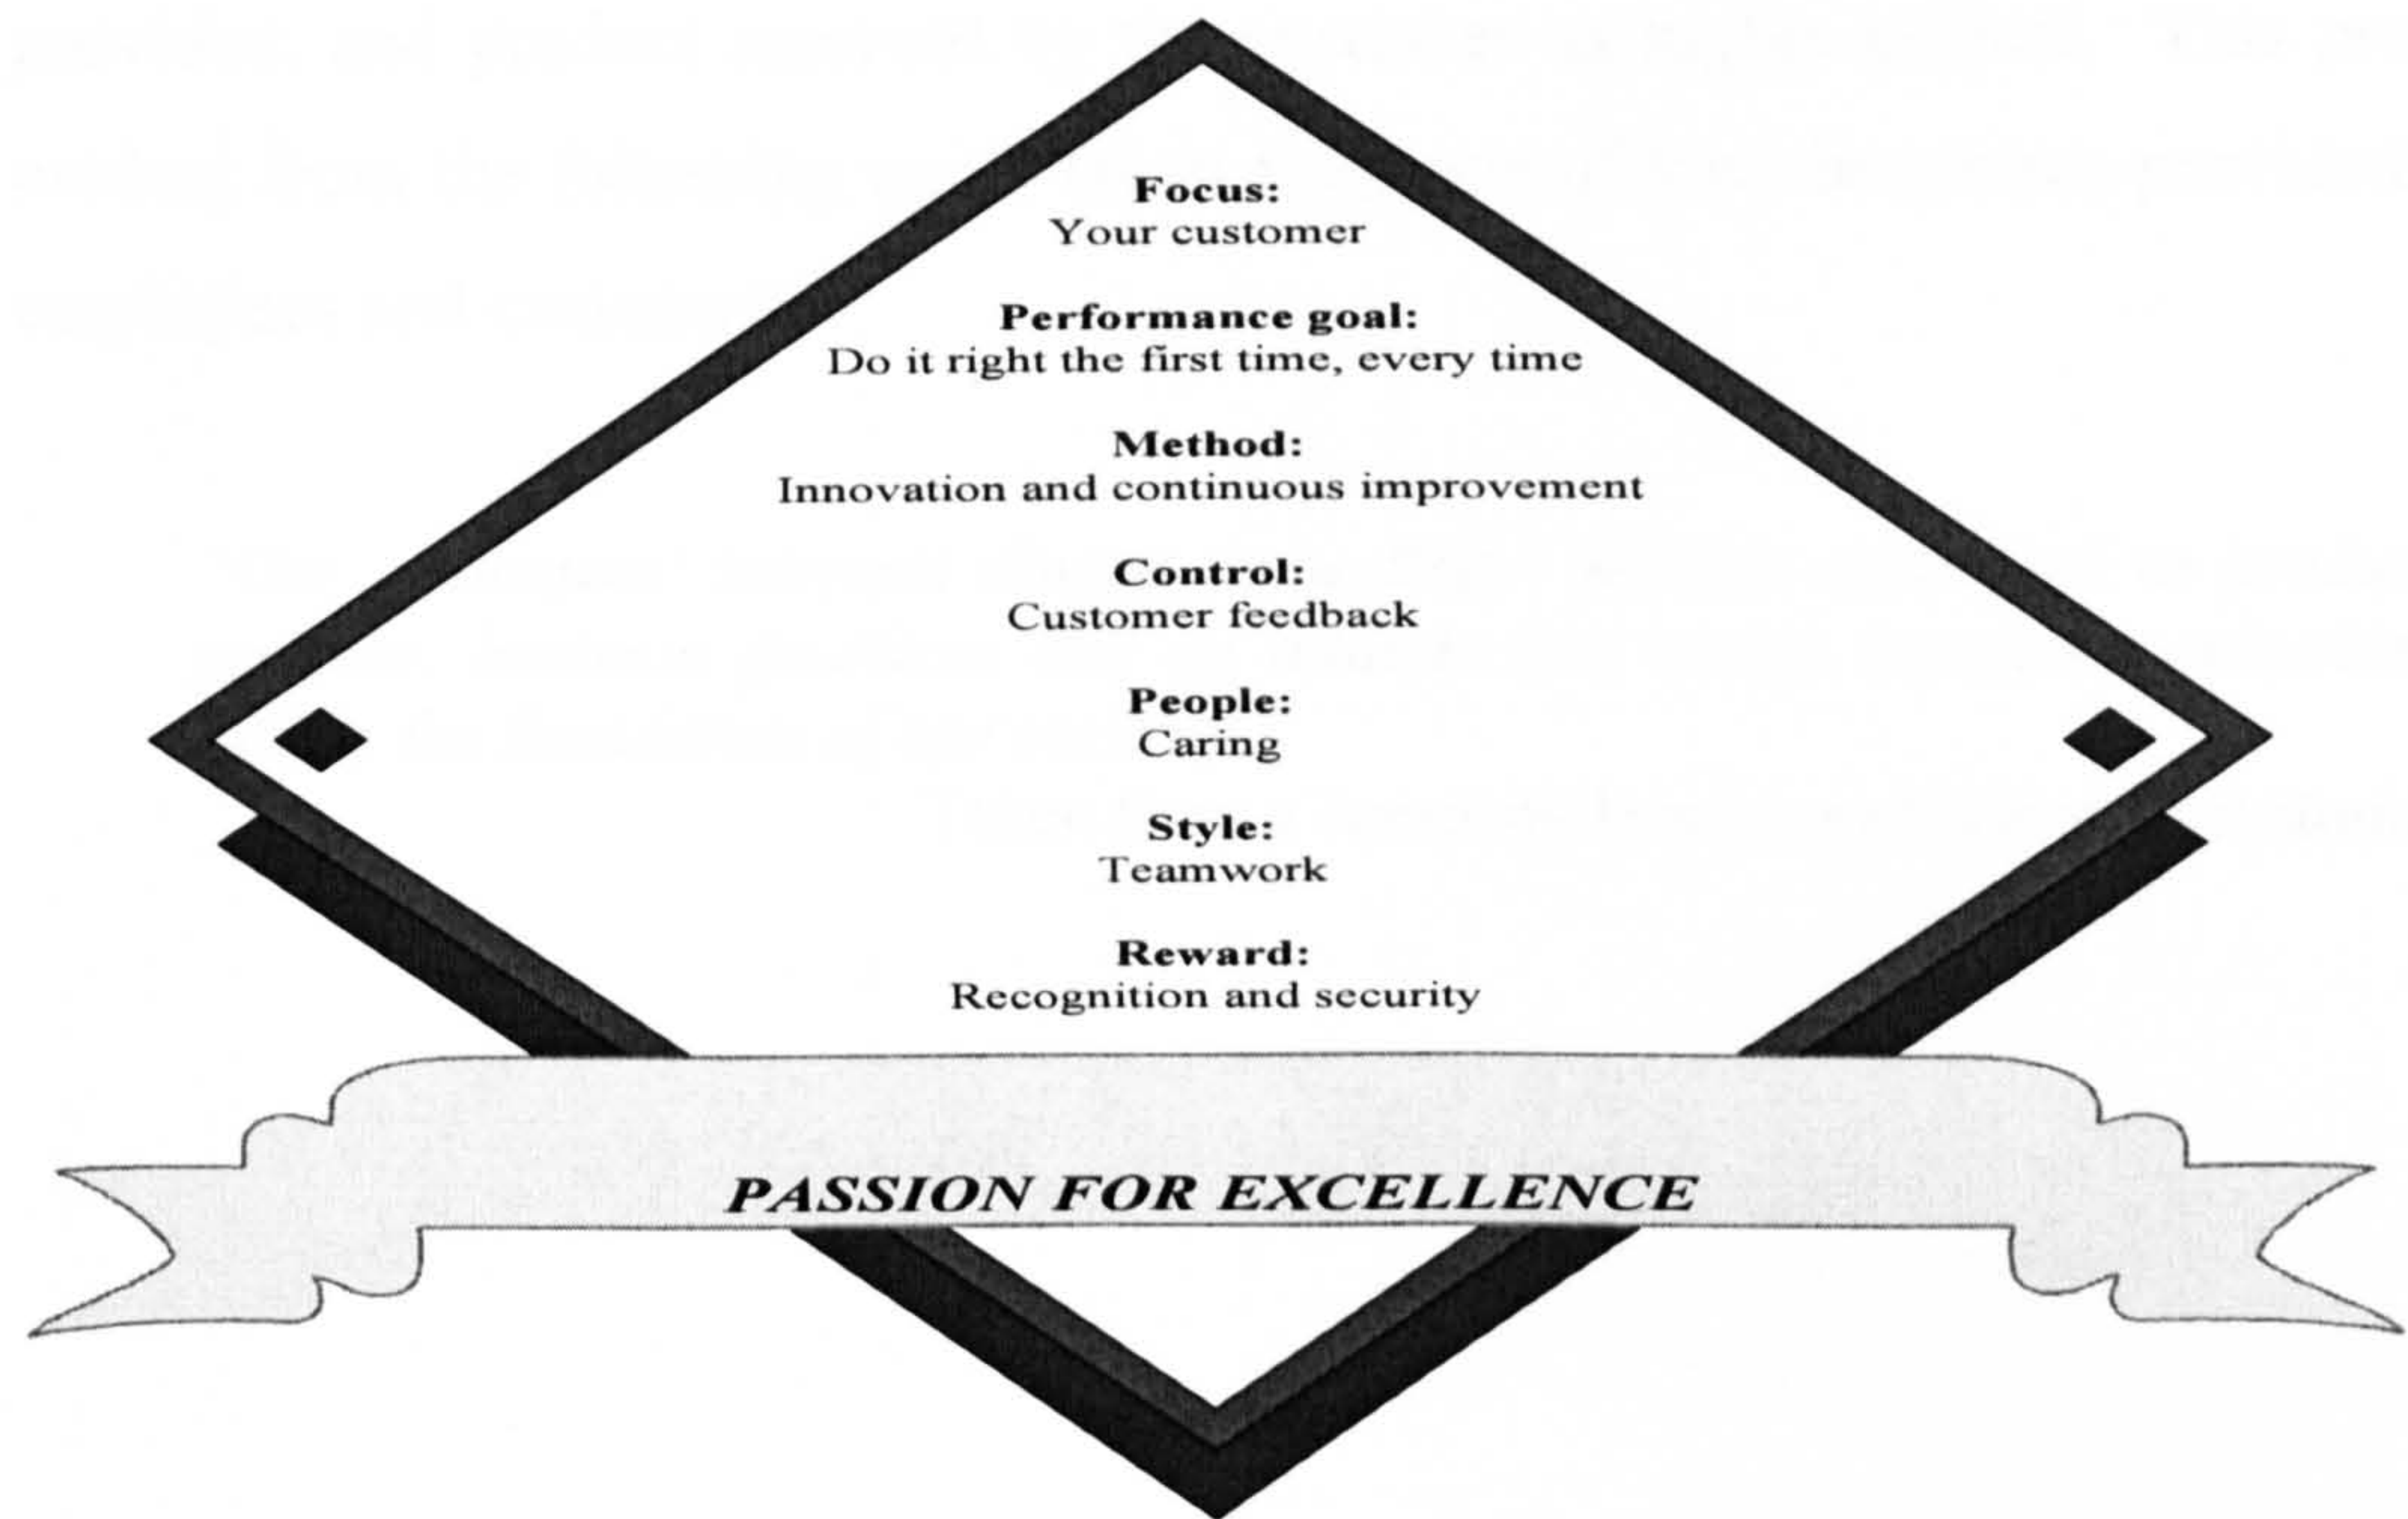 Focus:
Your customer
Performance goal:
Do it right the first time, every time
Method:
Innovation and continuous improvement
Control:
Customer feedback
People:
Caring
Style:
Teamwork
Reward:
Recognition and security
PASSION FOR EXCELLENCE